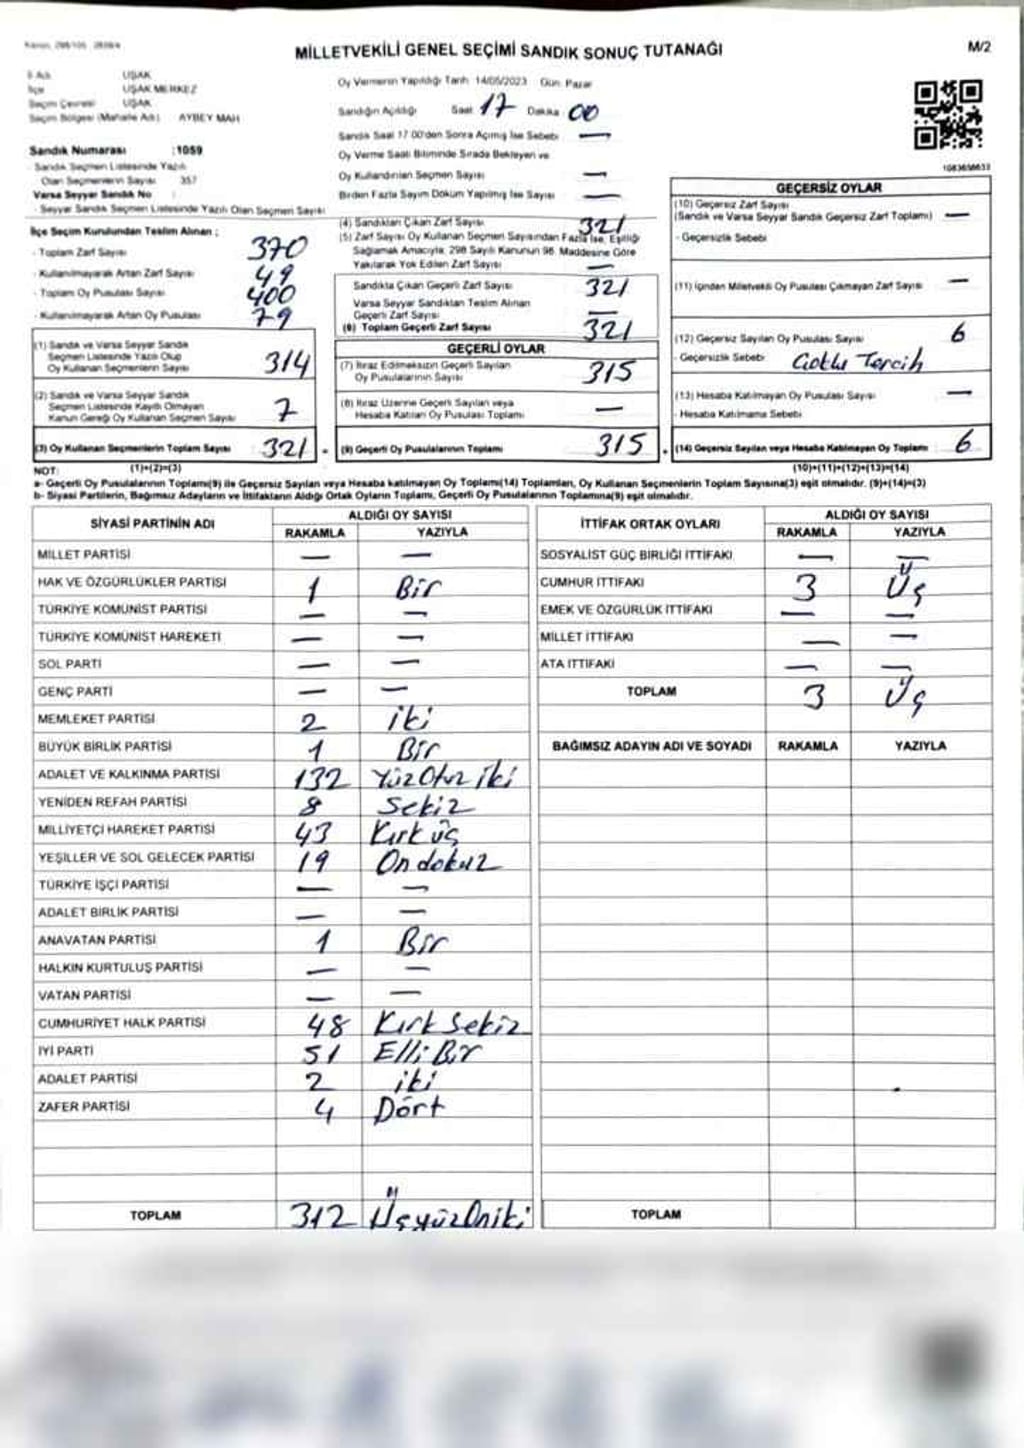 MİLLETVEKİLİ GENEL SEÇİMİ SANDIK SONUÇ TUTANAĞI
M/2
İl Adı UŞAK
İlçe UŞAK MERKEZ
Seçim Çevresi UŞAK
Seçim Bölgesi (Mahalle Adı) AYBEY MAH
Sandık Numarası :1059
- Sandık Seçmen Listesinde Yazılı
Olan Seçmenlerin Sayısı 357
Varsa Seyyar Sandık No :
- Seyyar Sandık Seçmen Listesinde Yazılı Olan Seçmen Sayısı
İlçe Seçim Kurulundan Teslim Alınan ;
- Toplam Zarf Sayısı 370
- Kullanılmayarak Artan Zarf Sayısı 49
- Toplam Oy Pusulası Sayısı 400
- Kullanılmayarak Artan Oy Pusulası 79
(1) Sandık ve Varsa Seyyar Sandık
Seçmen Listesinde Yazılı Olup
Oy Kullanan Seçmenlerin Sayısı 314
(2) Sandık ve Varsa Seyyar Sandık
Seçmen Listesinde Kayıtlı Olmayan
Kanun Gereği Oy Kullanan Seçmen Sayısı 7
(3) Oy Kullanan Seçmenlerin Toplam Sayısı 321
(1)+(2)=(3)
Oy Vermenin Yapıldığı Tarih 14/05/2023 Gün Pazar
Sandığın Açıldığı Saat 17 Dakika 00
Sandık Saat 17 00'den Sonra Açılmış İse Sebebi —
Oy Verme Saati Bitiminde Sırada Bekleyen ve
Oy Kullandırılan Seçmen Sayısı —
Birden Fazla Sayım Döküm Yapılmış İse Sayısı —
(4) Sandıktan Çıkan Zarf Sayısı 321
(5) Zarf Sayısı Oy Kullanan Seçmen Sayısından Fazla İse, Eşitliği
Sağlamak Amacıyla, 298 Sayılı Kanunun 98. Maddesine Göre
Yakılarak Yok Edilen Zarf Sayısı —
Sandıkta Çıkan Geçerli Zarf Sayısı 321
Varsa Seyyar Sandıktan Teslim Alınan
Geçerli Zarf Sayısı —
(6) Toplam Geçerli Zarf Sayısı 321
GEÇERLİ OYLAR
(7) İtiraz Edilmeksizin Geçerli Sayılan
Oy Pusulalarının Sayısı 315
(8) İtiraz Üzerine Geçerli Sayılan veya
Hesaba Katılan Oy Pusulası Toplamı —
(9) Geçerli Oy Pusulalarının Toplamı 315
1083658633
GEÇERSİZ OYLAR
(10) Geçersiz Zarf Sayısı
(Sandık ve Varsa Seyyar Sandık Geçersiz Zarf Toplamı) —
- Geçersizlik Sebebi
(11) İçinden Milletvekili Oy Pusulası Çıkmayan Zarf Sayısı —
(12) Geçersiz Sayılan Oy Pusulası Sayısı 6
- Geçersizlik Sebebi Çoklu Tercih
(13) Hesaba Katılmayan Oy Pusulası Sayısı —
- Hesaba Katılmama Sebebi
(14) Geçersiz Sayılan veya Hesaba Katılmayan Oy Toplamı 6
(10)+(11)+(12)+(13)=(14)
NOT:
a- Geçerli Oy Pusulalarının Toplamı(9) ile Geçersiz Sayılan veya Hesaba katılmayan Oy Toplamı(14) Toplamları, Oy Kullanan Seçmenlerin Toplam Sayısına(3) eşit olmalıdır. (9)+(14)=(3)
b- Siyasi Partilerin, Bağımsız Adayların ve İttifakların Aldığı Ortak Oyların Toplamı, Geçerli Oy Pusulalarının Toplamına(9) eşit olmalıdır.
SİYASİ PARTİNİN ADI ALDIĞI OY SAYISI
RAKAMLA YAZIYLA
MİLLET PARTİSİ — —
HAK VE ÖZGÜRLÜKLER PARTİSİ 1 Bir
TÜRKİYE KOMÜNİST PARTİSİ — —
TÜRKİYE KOMÜNİST HAREKETİ — —
SOL PARTİ — —
GENÇ PARTİ — —
MEMLEKET PARTİSİ 2 iki
BÜYÜK BİRLİK PARTİSİ 1 Bir
ADALET VE KALKINMA PARTİSİ 132 Yüz Otuz iki
YENİDEN REFAH PARTİSİ 8 Sekiz
MİLLİYETÇİ HAREKET PARTİSİ 43 Kırk üç
YEŞİLLER VE SOL GELECEK PARTİSİ 19 On dokuz
TÜRKİYE İŞÇİ PARTİSİ — —
ADALET BİRLİK PARTİSİ — —
ANAVATAN PARTİSİ 1 Bir
HALKIN KURTULUŞ PARTİSİ — —
VATAN PARTİSİ — —
CUMHURİYET HALK PARTİSİ 48 Kırk Sekiz
İYİ PARTİ 51 Elli Bir
ADALET PARTİSİ 2 iki
ZAFER PARTİSİ 4 Dört
TOPLAM 312 Üçyüz Oniki
İTTİFAK ORTAK OYLARI ALDIĞI OY SAYISI
RAKAMLA YAZIYLA
SOSYALİST GÜÇ BİRLİĞİ İTTİFAKI — —
CUMHUR İTTİFAKI 3 Üç
EMEK VE ÖZGÜRLÜK İTTİFAKI — —
MİLLET İTTİFAKI — —
ATA İTTİFAKI — —
TOPLAM 3 Üç
BAĞIMSIZ ADAYIN ADI VE SOYADI RAKAMLA YAZIYLA
TOPLAM